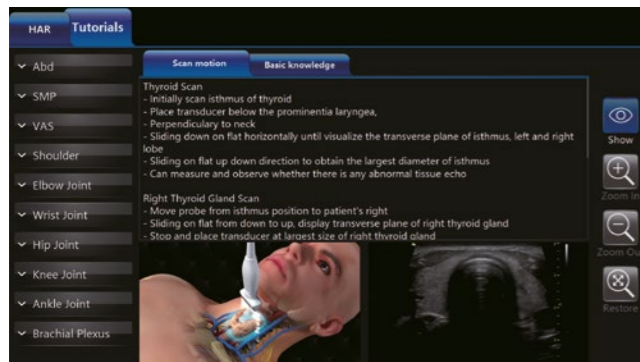 HAR
Tutorials
Abd
SMP
VAS
Shoulder
Elbow Joint
Wrist Joint
Hip Joint
Knee Joint
Ankle Joint
Brachial Plexus
Scan motion
Basic knowledge
Thyroid Scan
- Initially scan isthmus of thyroid
- Place transducer below the prominentia laryngea,
- Perpendiculary to neck
- Sliding down on flat horizontally until visualize the transverse plane of isthmus, left and right
lobe
- Sliding on flat up down direction to obtain the largest diameter of isthmus
- Can measure and observe whether there is any abnormal tissue echo
Right Thyroid Gland Scan
- Move probe from isthmus position to patient's right
- Sliding on flat from down to up, display transverse plane of right thyroid gland
- Stop and place transducer at largest size of right thyroid gland
Show
Zoom In
Zoom Ou
Restore